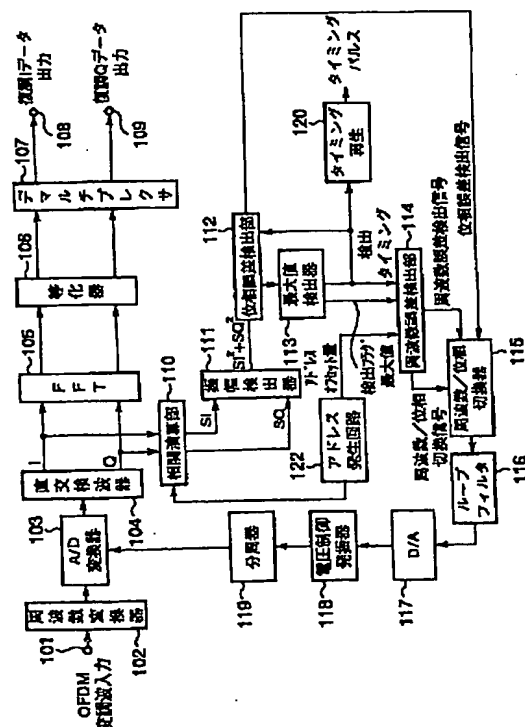 OFDM
変調波入力
101
周波数変換器
102
A/D
変換器
103
直交検波器
104
I
Q
FFT
105
等化器
106
デマルチプレクサ
107
復調Iデータ
出力
108
復調Qデータ
出力
109
相関演算部
110
SI
SQ
振幅検出器
111
SI²+SQ²
位相誤差検出部
112
最大値
検出器
113
検出
タイミング
タイミング
再生
120
タイミング
パルス
アドレス
オフセット量
アドレス
発生回路
122
最大値
周波数誤差検出部
114
周波数誤差検出信号
位相誤差検出信号
周波数/位相
切換信号
周波数/位相
切換器
115
ループ
フィルタ
116
D/A
117
電圧制御
発振器
118
分周器
119